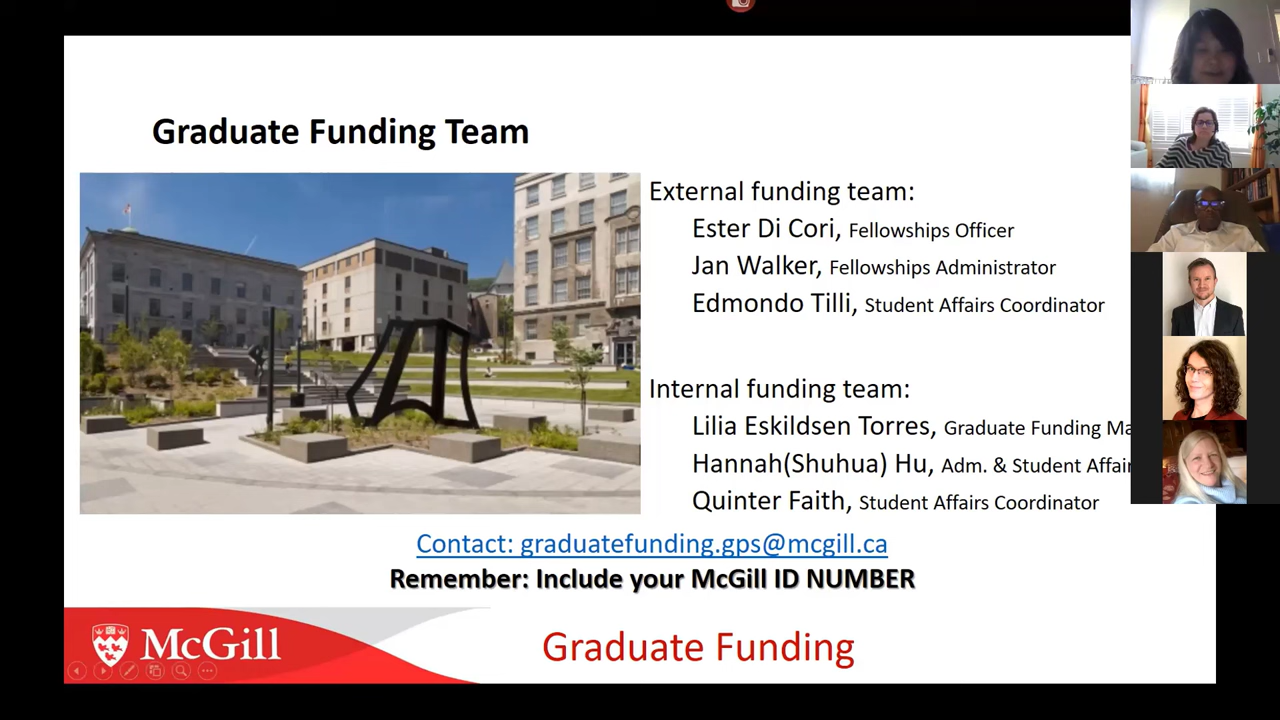 Graduate Funding Team
External funding team:
Ester Di Cori, Fellowships Officer
Jan Walker, Fellowships Administrator
Edmondo Tilli, Student Affairs Coordinator
Internal funding team:
Lilia Eskildsen Torres, Graduate Funding Ma
Hannah(Shuhua) Hu, Adm. & Student Affair
Quinter Faith, Student Affairs Coordinator
Contact: graduatefunding.gps@mcgill.ca
Remember: Include your McGill ID NUMBER
McGill
Graduate Funding